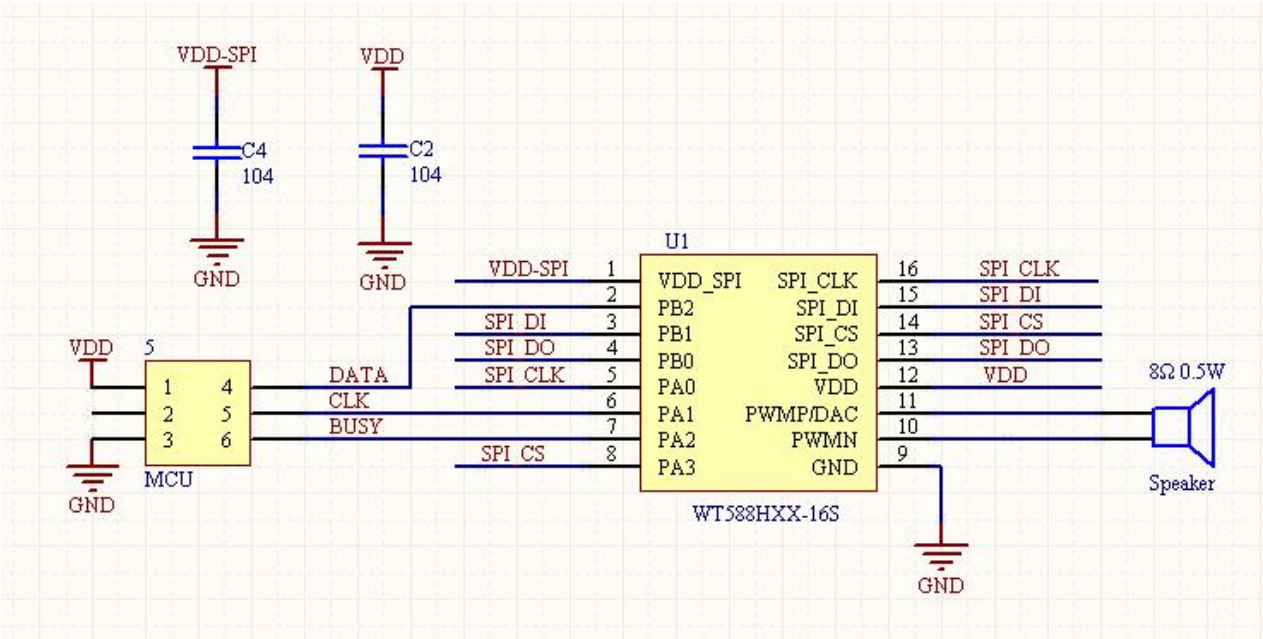 VDD-SPI
VDD
C4
104
C2
104
GND
GND
U1
VDD-SPI 1 VDD_SPI SPI_CLK 16 SPI_CLK
2 PB2 SPI_DI 15 SPI_DI
SPI_DI 3 PB1 SPI_CS 14 SPI_CS
SPI_DO 4 PB0 SPI_DO 13 SPI_DO
SPI_CLK 5 PA0 VDD 12 VDD
6 PA1 PWMP/DAC 11
7 PA2 PWMN 10
SPI_CS 8 PA3 GND 9
WT588HXX-16S
GND
VDD
5
1 4 DATA
2 5 CLK
3 6 BUSY
MCU
GND
8Ω 0.5W
Speaker